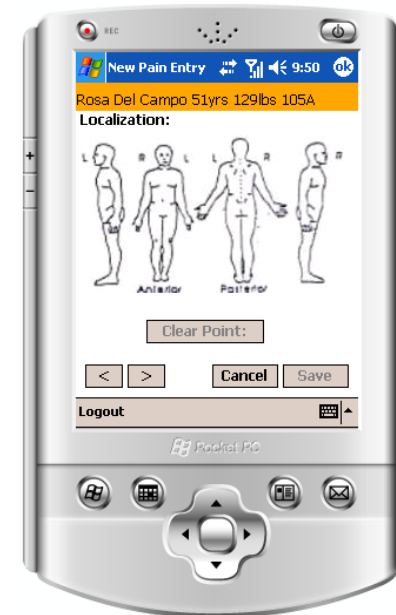 REC
New Pain Entry 9:50 ok
Rosa Del Campo 51yrs 129lbs 105A
Localization:
L R L L R R
Anterior Posterior
Clear Point:
< > Cancel Save
Logout
Pocket PC